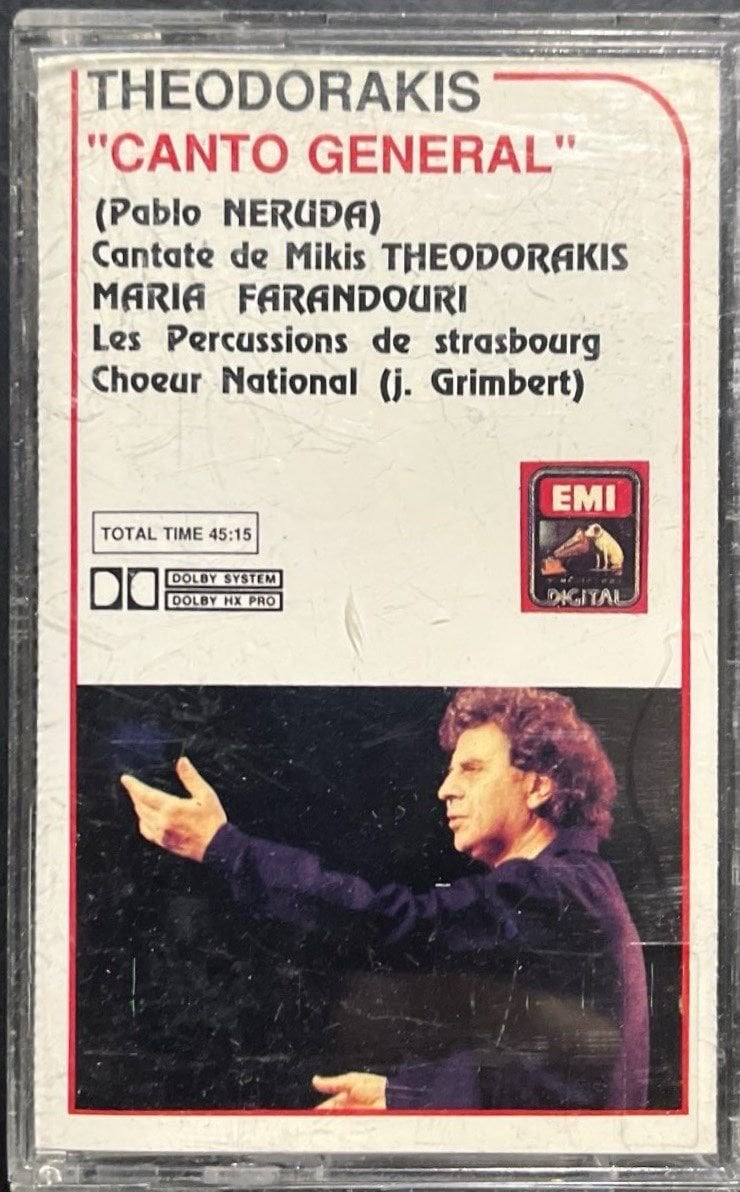 THEODORAKIS
"CANTO GENERAL"
(Pablo NERUDA)
Cantate de Mikis THEODORAKIS
MARIA FARANDOURI
Les Percussions de strasbourg
Choeur National (j. Grimbert)
EMI
DIGITAL
TOTAL TIME 45:15
DOLBY SYSTEM
DOLBY HX PRO